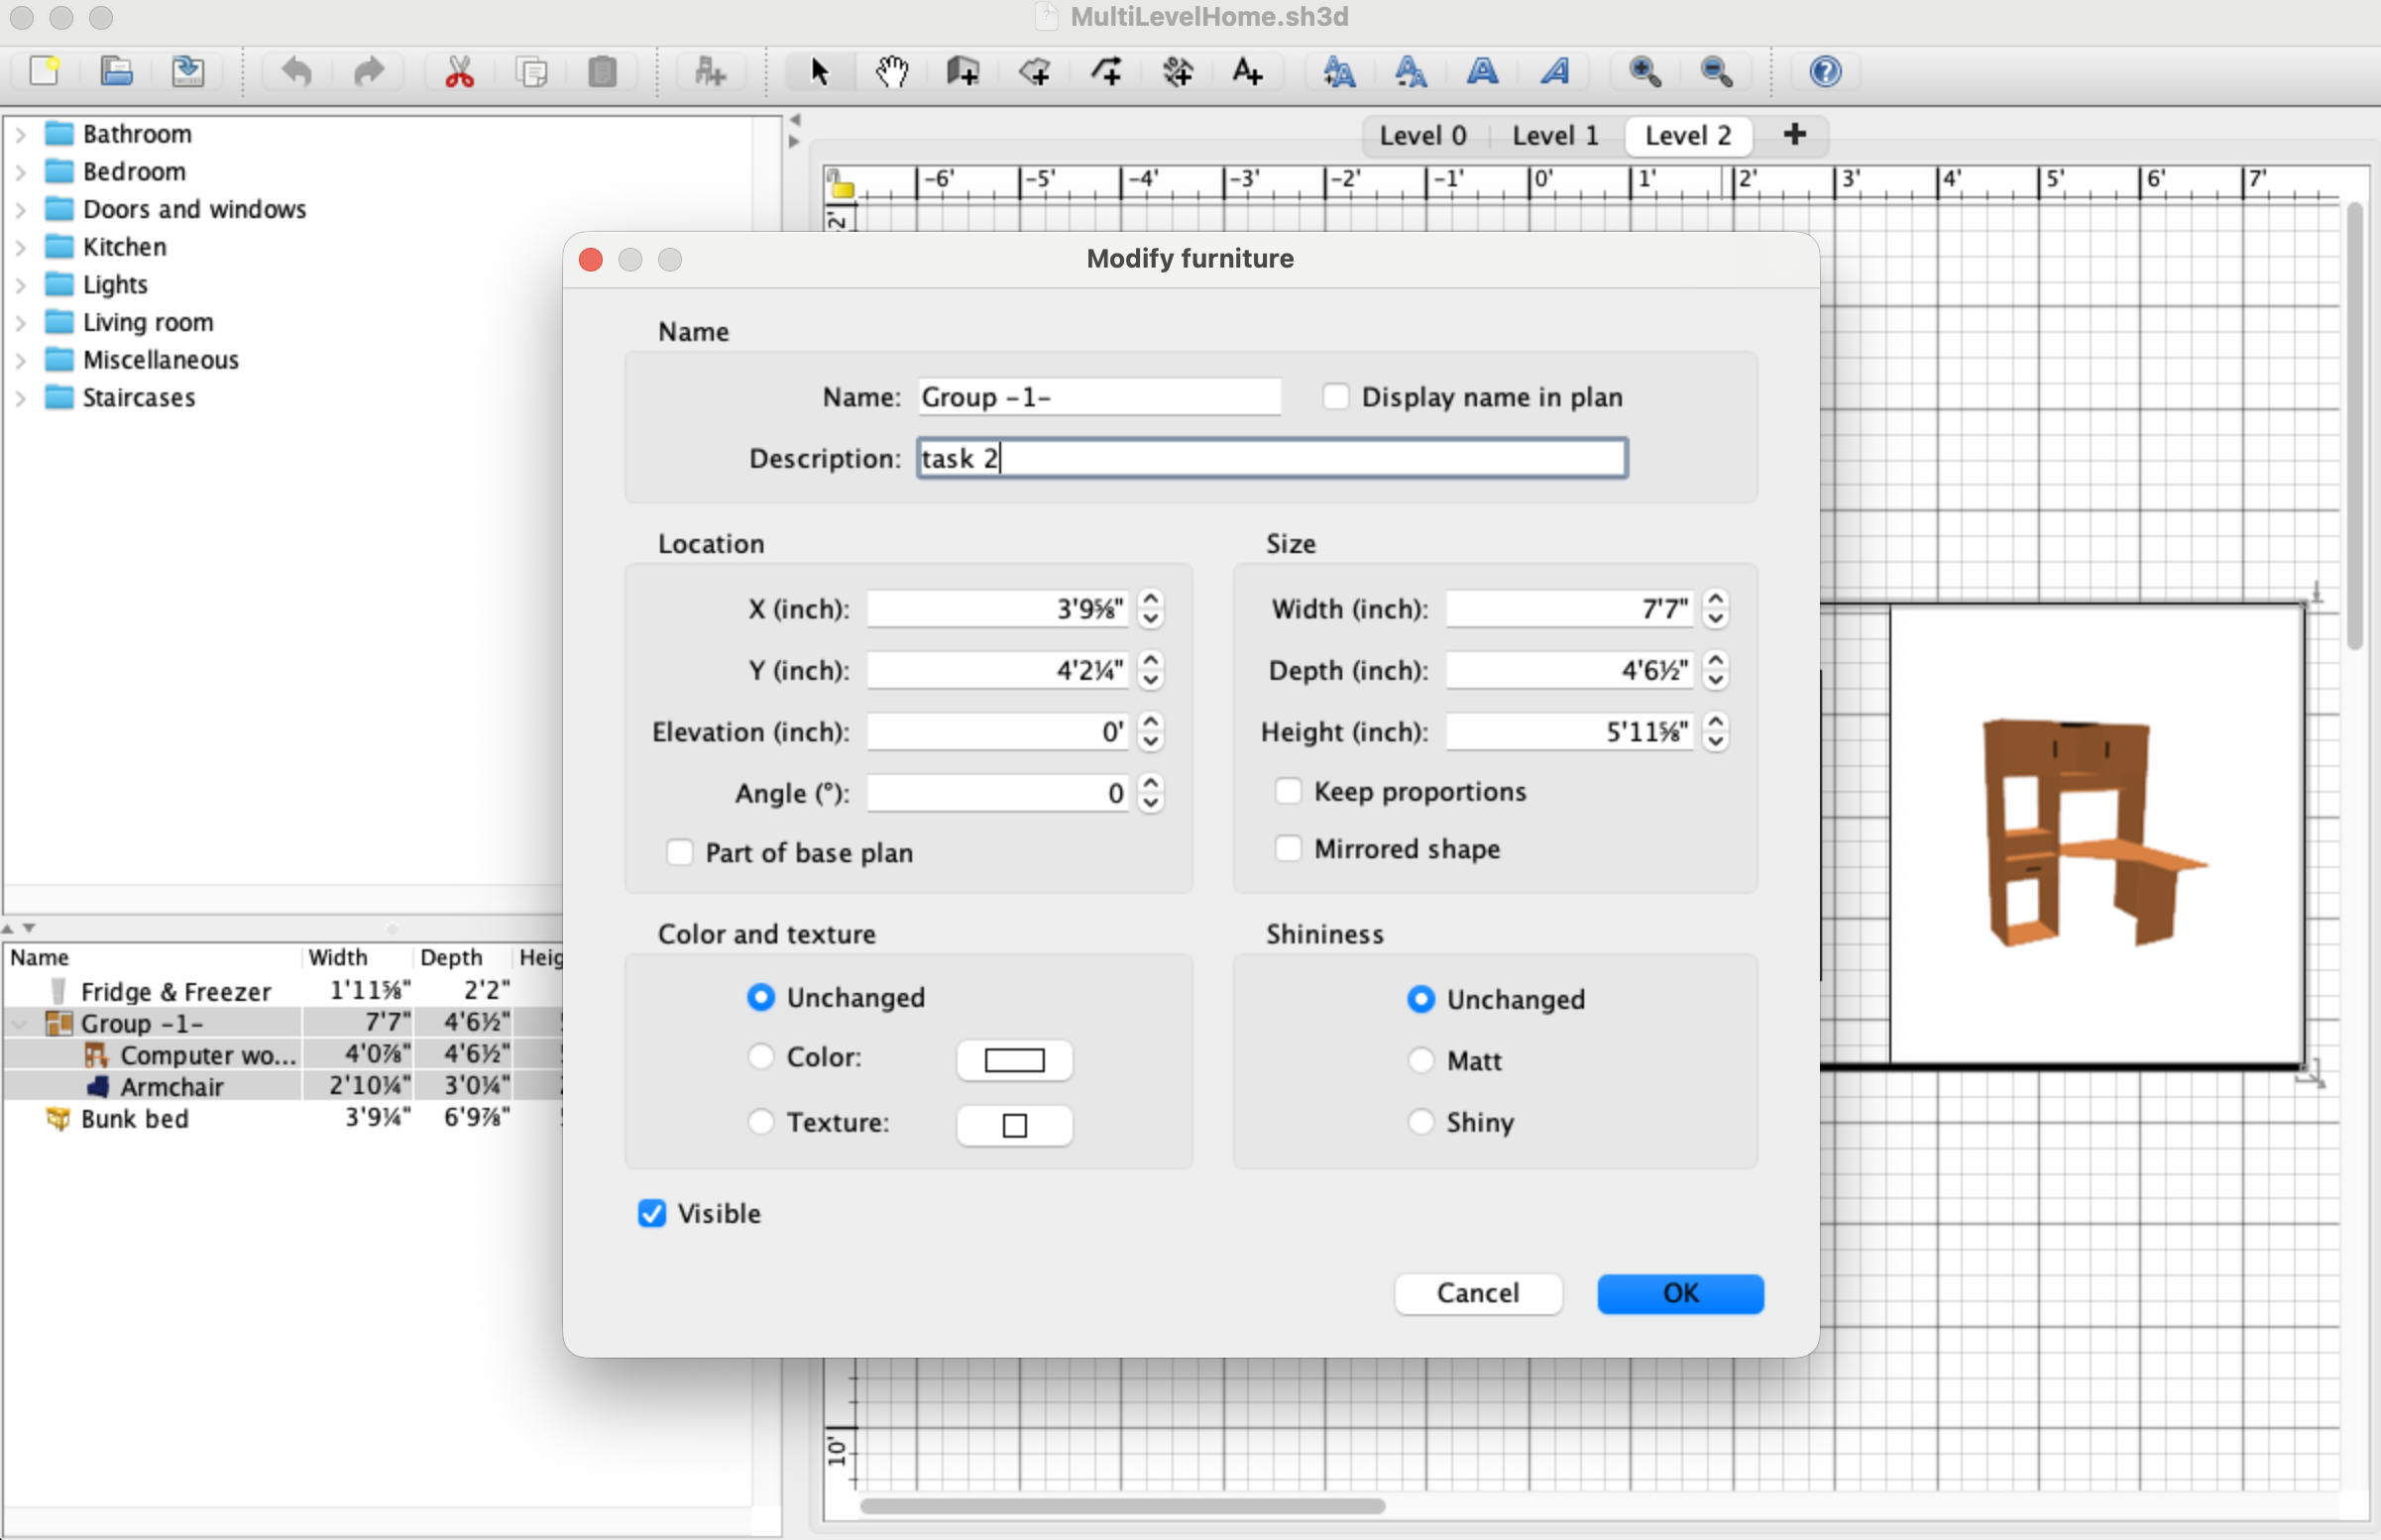 MultiLevelHome.sh3d
Bathroom
Bedroom
Doors and windows
Kitchen
Lights
Living room
Miscellaneous
Staircases
Level 0 Level 1 Level 2 +
-6' -5' -4' -3' -2' -1' 0' 1' 2' 3' 4' 5' 6' 7'
2'
Modify furniture
Name
Name: Group -1- Display name in plan
Description: task 2
Location
X (inch): 3'9⅝"
Y (inch): 4'2¼"
Elevation (inch): 0'
Angle (°): 0
Part of base plan
Size
Width (inch): 7'7"
Depth (inch): 4'6½"
Height (inch): 5'11⅝"
Keep proportions
Mirrored shape
Color and texture
Unchanged
Color:
Texture:
Shininess
Unchanged
Matt
Shiny
Visible
Cancel OK
Name Width Depth Heig
Fridge & Freezer 1'11⅝" 2'2"
Group -1- 7'7" 4'6½"
Computer wo... 4'0⅞" 4'6½"
Armchair 2'10¼" 3'0¼"
Bunk bed 3'9¼" 6'9⅞"
10'